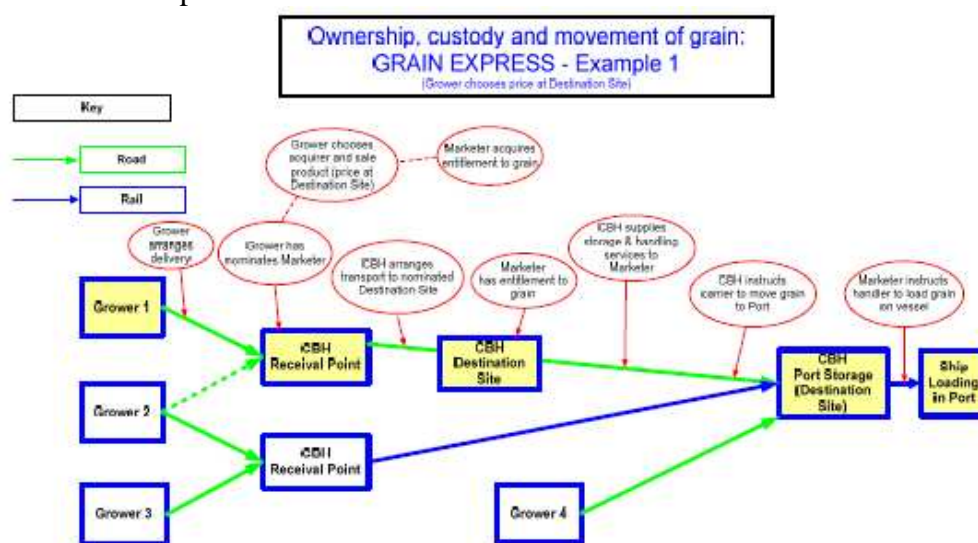 Ownership, custody and movement of grain:
GRAIN EXPRESS - Example 1
(Grower chooses price at Destination Site)
Key
Road
Rail
Grower chooses
acquirer and sale
product (price at
Destination Site)
Marketer acquires
entitlement to grain
Grower
arranges
delivery
Grower has
nominates Marketer
CBH arranges
transport to nominated
Destination Site
Marketer
has entitlement to
grain
CBH supplies
storage & handling
services to
Marketer
CBH instructs
carrier to move grain
to Port
Marketer instructs
handler to load grain
on vessel
Grower 1
CBH
Receival Point
CBH
Destination
Site
CBH
Port Storage
(Destination
Site)
Ship
Loading
in Port
Grower 2
CBH
Receival Point
Grower 3
Grower 4